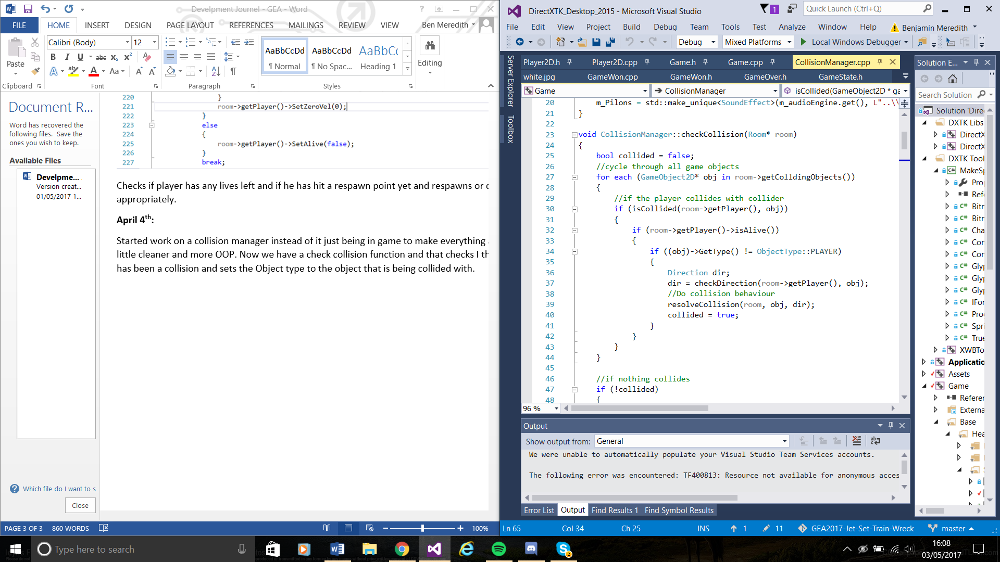 Develpment Journel - GEA - Word
FILE HOME INSERT DESIGN PAGE LAYOUT REFERENCES MAILINGS REVIEW VIEW Ben Meredith
Calibri (Body) 12
Paste
AaBbCcDd AaBbCcDd AaBbCc
¶ Normal ¶ No Spac... Heading 1
Editing
Clipboard Font Paragraph Styles
Document R...
Word has recovered the
following files. Save the
ones you wish to keep.
Available Files
Develpme...
Version creat...
01/05/2017 1...
Which file do I want to s
Close
220 }
221 room->getPlayer()->SetZeroVel(0);
222 }
223 else
224 {
225 room->getPlayer()->SetAlive(false);
226 }
227 break;
Checks if player has any lives left and if he has hit a respawn point yet and respawns or
appropriately.
April 4th:
Started work on a collision manager instead of it just being in game to make everything
little cleaner and more OOP. Now we have a check collision function and that checks I th
has been a collision and sets the Object type to the object that is being collided with.
PAGE 3 OF 3 860 WORDS 100%
DirectXTK_Desktop_2015 - Microsoft Visual Studio
1
Quick Launch (Ctrl+Q)
File Edit View Project Build Debug Team Tools Test Analyze Window Help Benjamin Meredith
Debug Mixed Platforms Local Windows Debugger
Server Explorer
Toolbox
Player2D.h Player2D.cpp Game.h Game.cpp CollisionManager.cpp
white.jpg GameWon.cpp GameWon.h GameOver.h GameState.h
Game CollisionManager isCollided(GameObject2D * ga
20 m_Pilons = std::make_unique<SoundEffect>(m_audioEngine.get(), L"..\\
21 }
22
23 void CollisionManager::checkCollision(Room* room)
24 {
25 bool collided = false;
26 //cycle through all game objects
27 for each (GameObject2D* obj in room->getColldingObjects())
28 {
29 //if the player collides with collider
30 if (isCollided(room->getPlayer(), obj))
31 {
32 if (room->getPlayer()->isAlive())
33 {
34 if ((obj)->GetType() != ObjectType::PLAYER)
35 {
36 Direction dir;
37 dir = checkDirection(room->getPlayer(), obj);
38 //Do collision behaviour
39 resolveCollision(room, obj, dir);
40 collided = true;
41 }
42 }
43 }
44 }
45
46 //if nothing collides
47 if (!collided)
48 {
96 %
Output
Show output from: General
We were unable to automatically populate your Visual Studio Team Services accounts.
The following error was encountered: TF400813: Resource not available for anonymous acces
Error List Output Find Results 1 Find Symbol Results
Solution E...
Search Solution
Solution 'Dire
DXTK Libs
DirectX
DirectX
DXTK Tool
MakeSp
Prop
Refe
Bitn
Bitn
Cha
Con
Con
Glyp
Glyp
Glyp
IFor
Prog
Spri
True
XWBTo
Applicatio
Assets
Game
Referen
Externa
Base
Hea
Ln 65 Col 34 Ch 25 INS 1 11 GEA2017-Jet-Set-Train-Wreck master
Type here to search
2
16:08
03/05/2017